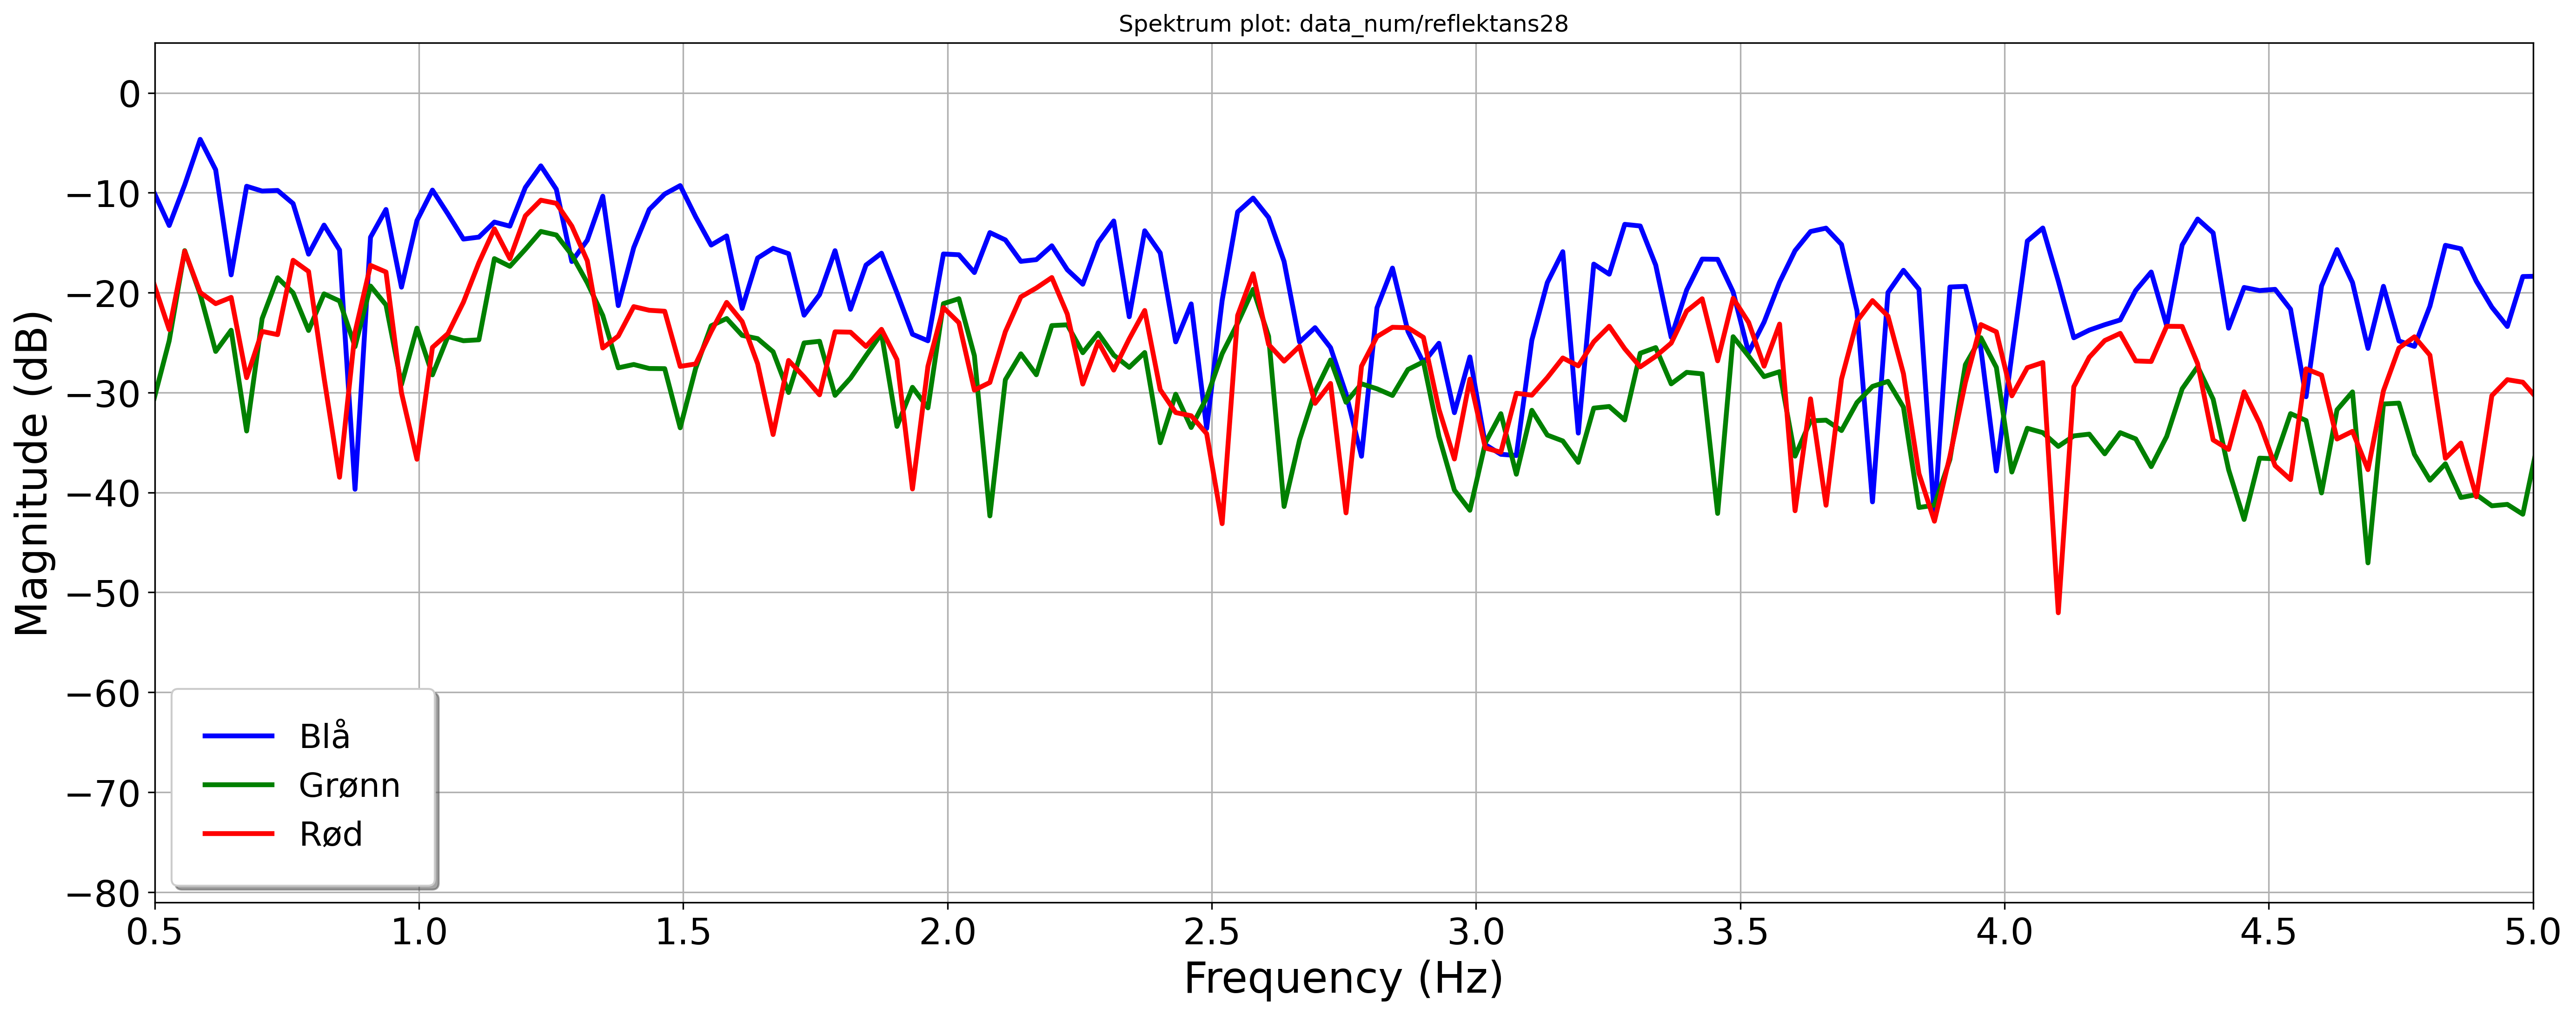 Spektrum plot: data_num/reflektans28
Magnitude (dB)
0
−10
−20
−30
−40
−50
−60
−70
−80
Blå
Grønn
Rød
0.5 1.0 1.5 2.0 2.5 3.0 3.5 4.0 4.5 5.0
Frequency (Hz)